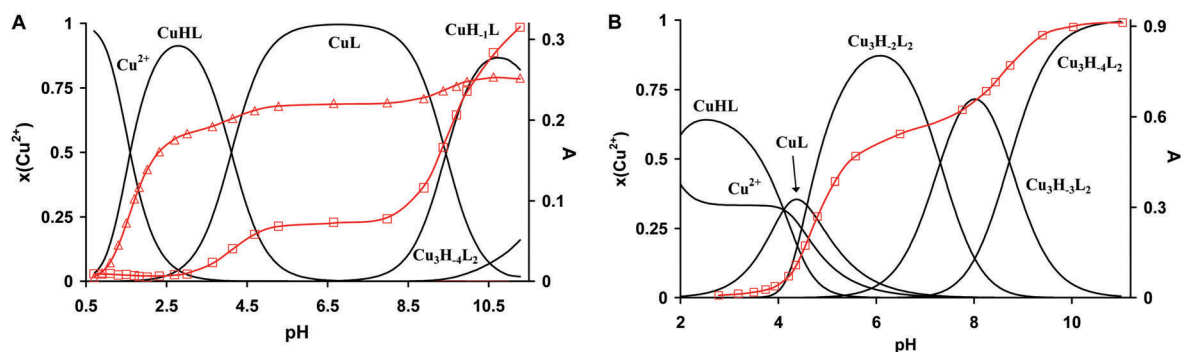 A
B
1
0.75
0.5
0.25
0
x(Cu²⁺)
Cu²⁺
CuHL
CuL
CuH₋₁L
Cu₃H₋₄L₂
0.3
0.2
0.1
0
A
0.5 2.5 4.5 6.5 8.5 10.5
pH
1
0.75
0.5
0.25
0
x(Cu²⁺)
Cu₃H₋₂L₂
CuHL
CuL
Cu²⁺
Cu₃H₋₄L₂
Cu₃H₋₃L₂
0.9
0.6
0.3
0
A
2 4 6 8 10
pH